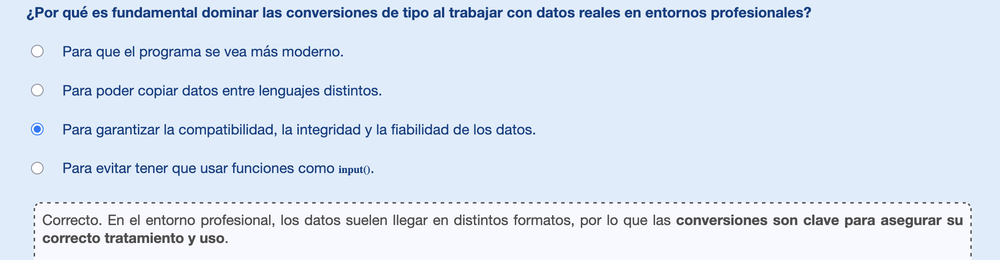 ¿Por qué es fundamental dominar las conversiones de tipo al trabajar con datos reales en entornos profesionales?
Para que el programa se vea más moderno.
Para poder copiar datos entre lenguajes distintos.
Para garantizar la compatibilidad, la integridad y la fiabilidad de los datos.
Para evitar tener que usar funciones como input().
Correcto. En el entorno profesional, los datos suelen llegar en distintos formatos, por lo que las conversiones son clave para asegurar su
correcto tratamiento y uso.